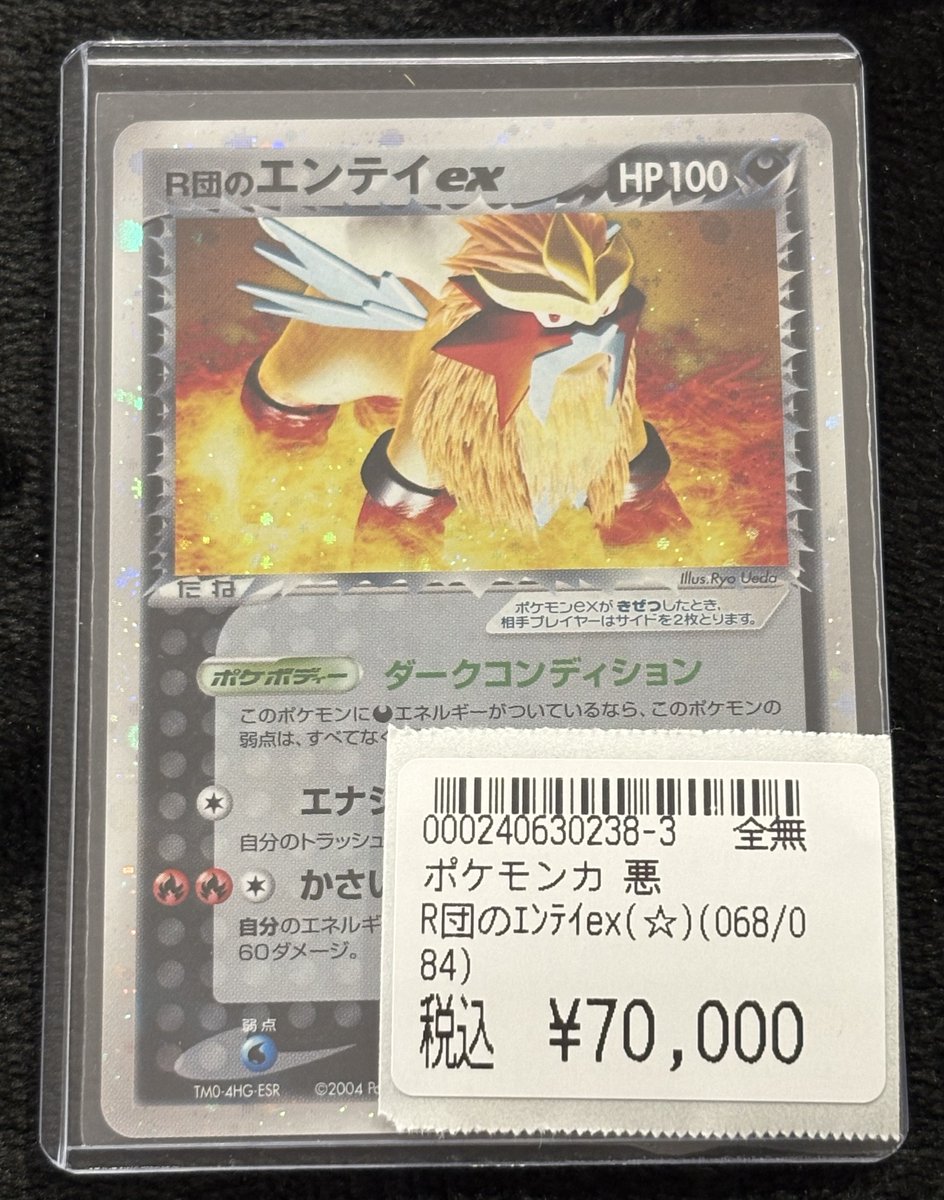 R団のエンテイex HP100
たね
Illus.Ryo Ueda
ポケモンexが きぜつしたとき、
相手プレイヤーはサイドを2枚とります。
ポケボディー ダークコンディション
このポケモンに エネルギーがついているなら、このポケモンの
弱点は、すべてなく
エナジ
自分のトラッシュ
かさい
自分のエネルギ
60ダメージ。
弱点
TM0-4HG-ESR ©2004
000240630238-3 全無
ポケモンカ 悪
R団のｴﾝﾃｲex(☆)(068/0
84)
税込 ¥70,000